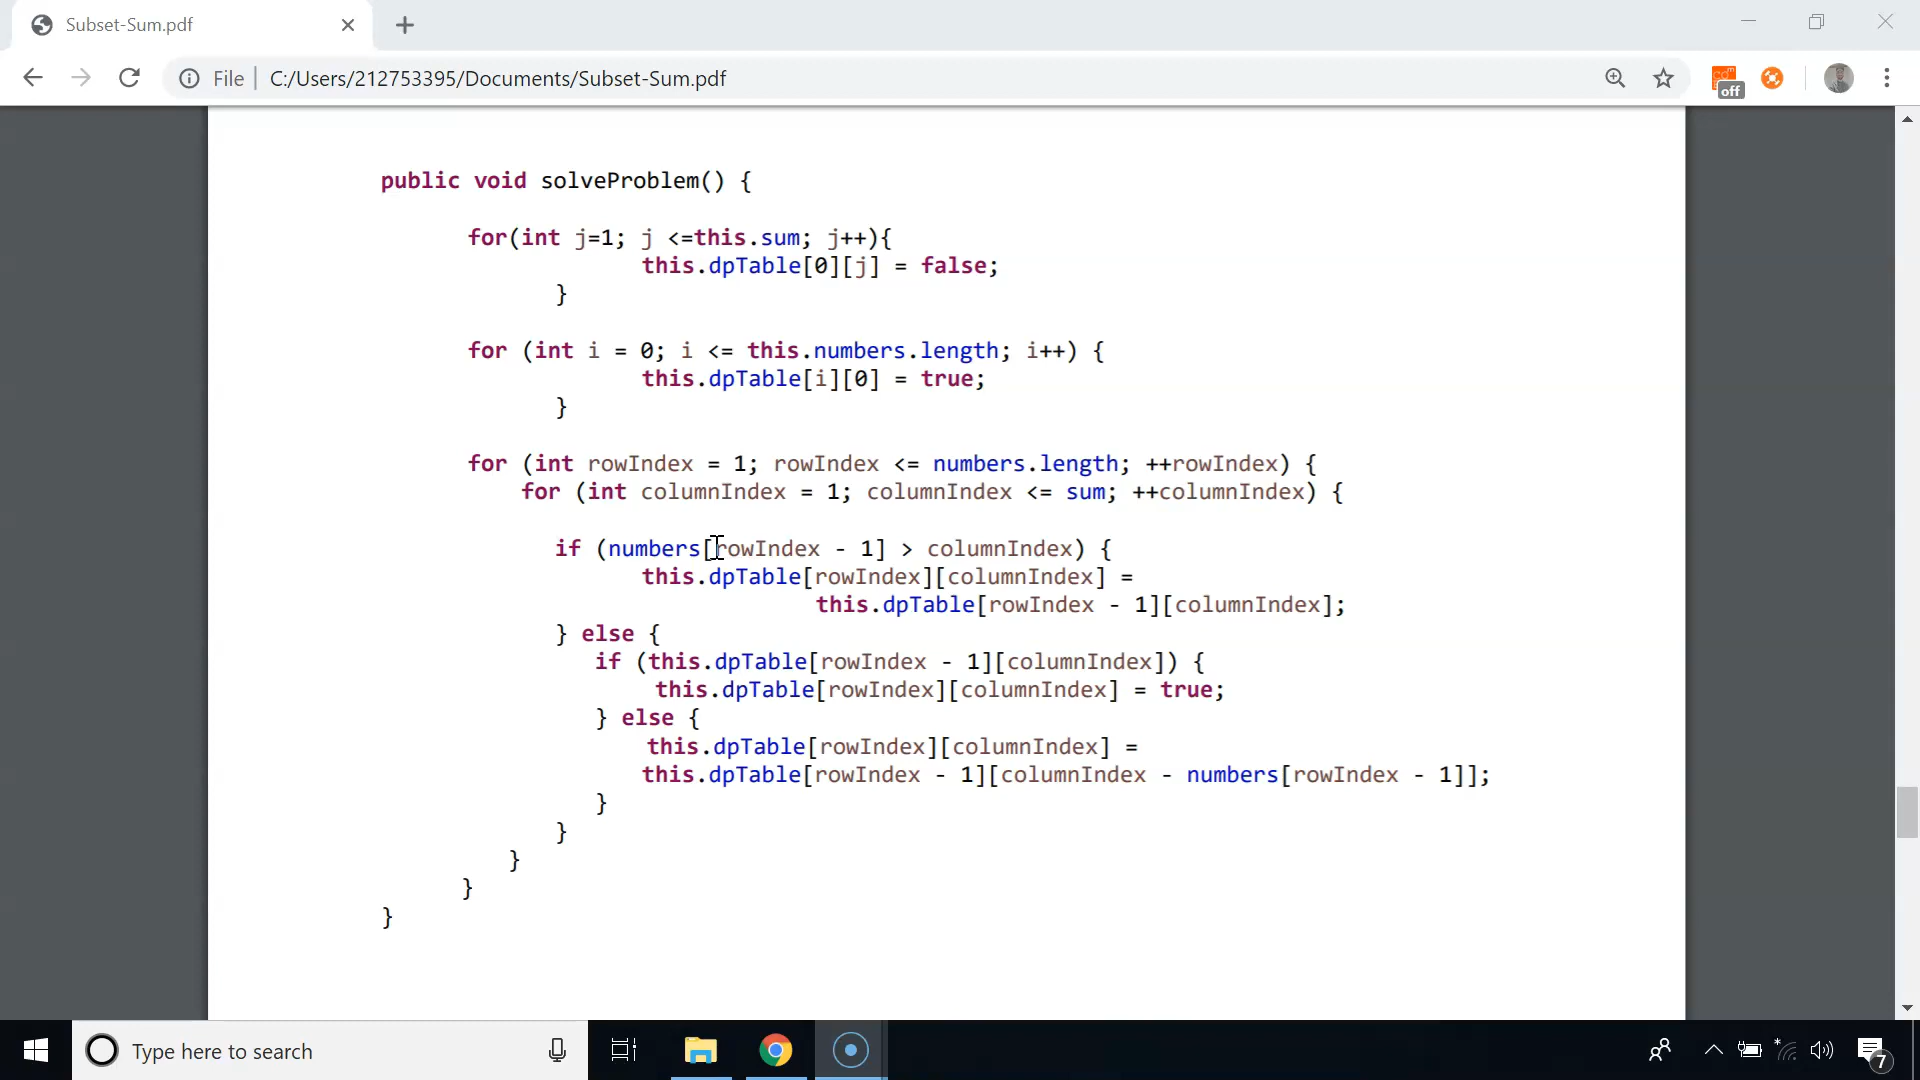 Subset-Sum.pdf
File | C:/Users/212753395/Documents/Subset-Sum.pdf
off
public void solveProblem() {
for(int j=1; j <=this.sum; j++){
this.dpTable[0][j] = false;
}
for (int i = 0; i <= this.numbers.length; i++) {
this.dpTable[i][0] = true;
}
for (int rowIndex = 1; rowIndex <= numbers.length; ++rowIndex) {
for (int columnIndex = 1; columnIndex <= sum; ++columnIndex) {
if (numbers[rowIndex - 1] > columnIndex) {
this.dpTable[rowIndex][columnIndex] =
this.dpTable[rowIndex - 1][columnIndex];
} else {
if (this.dpTable[rowIndex - 1][columnIndex]) {
this.dpTable[rowIndex][columnIndex] = true;
} else {
this.dpTable[rowIndex][columnIndex] =
this.dpTable[rowIndex - 1][columnIndex - numbers[rowIndex - 1]];
}
}
}
}
}
Type here to search
7